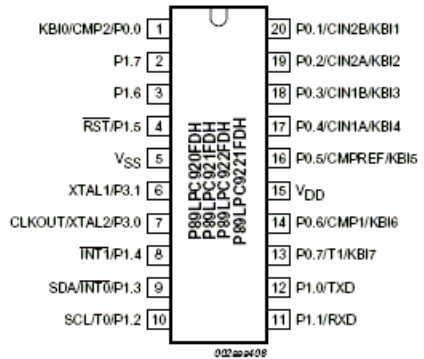 KBI0/CMP2/P0.0 1
P1.7 2
P1.6 3
RST/P1.5 4
VSS 5
XTAL1/P3.1 6
CLKOUT/XTAL2/P3.0 7
INT1/P1.4 8
SDA/INT0/P1.3 9
SCL/T0/P1.2 10
P89LPC920FDH
P89LPC921FDH
P89LPC922FDH
P89LPC9221FDH
20 P0.1/CIN2B/KBI1
19 P0.2/CIN2A/KBI2
18 P0.3/CIN1B/KBI3
17 P0.4/CIN1A/KBI4
16 P0.5/CMPREF/KBI5
15 VDD
14 P0.6/CMP1/KBI6
13 P0.7/T1/KBI7
12 P1.0/TXD
11 P1.1/RXD
002aaa408